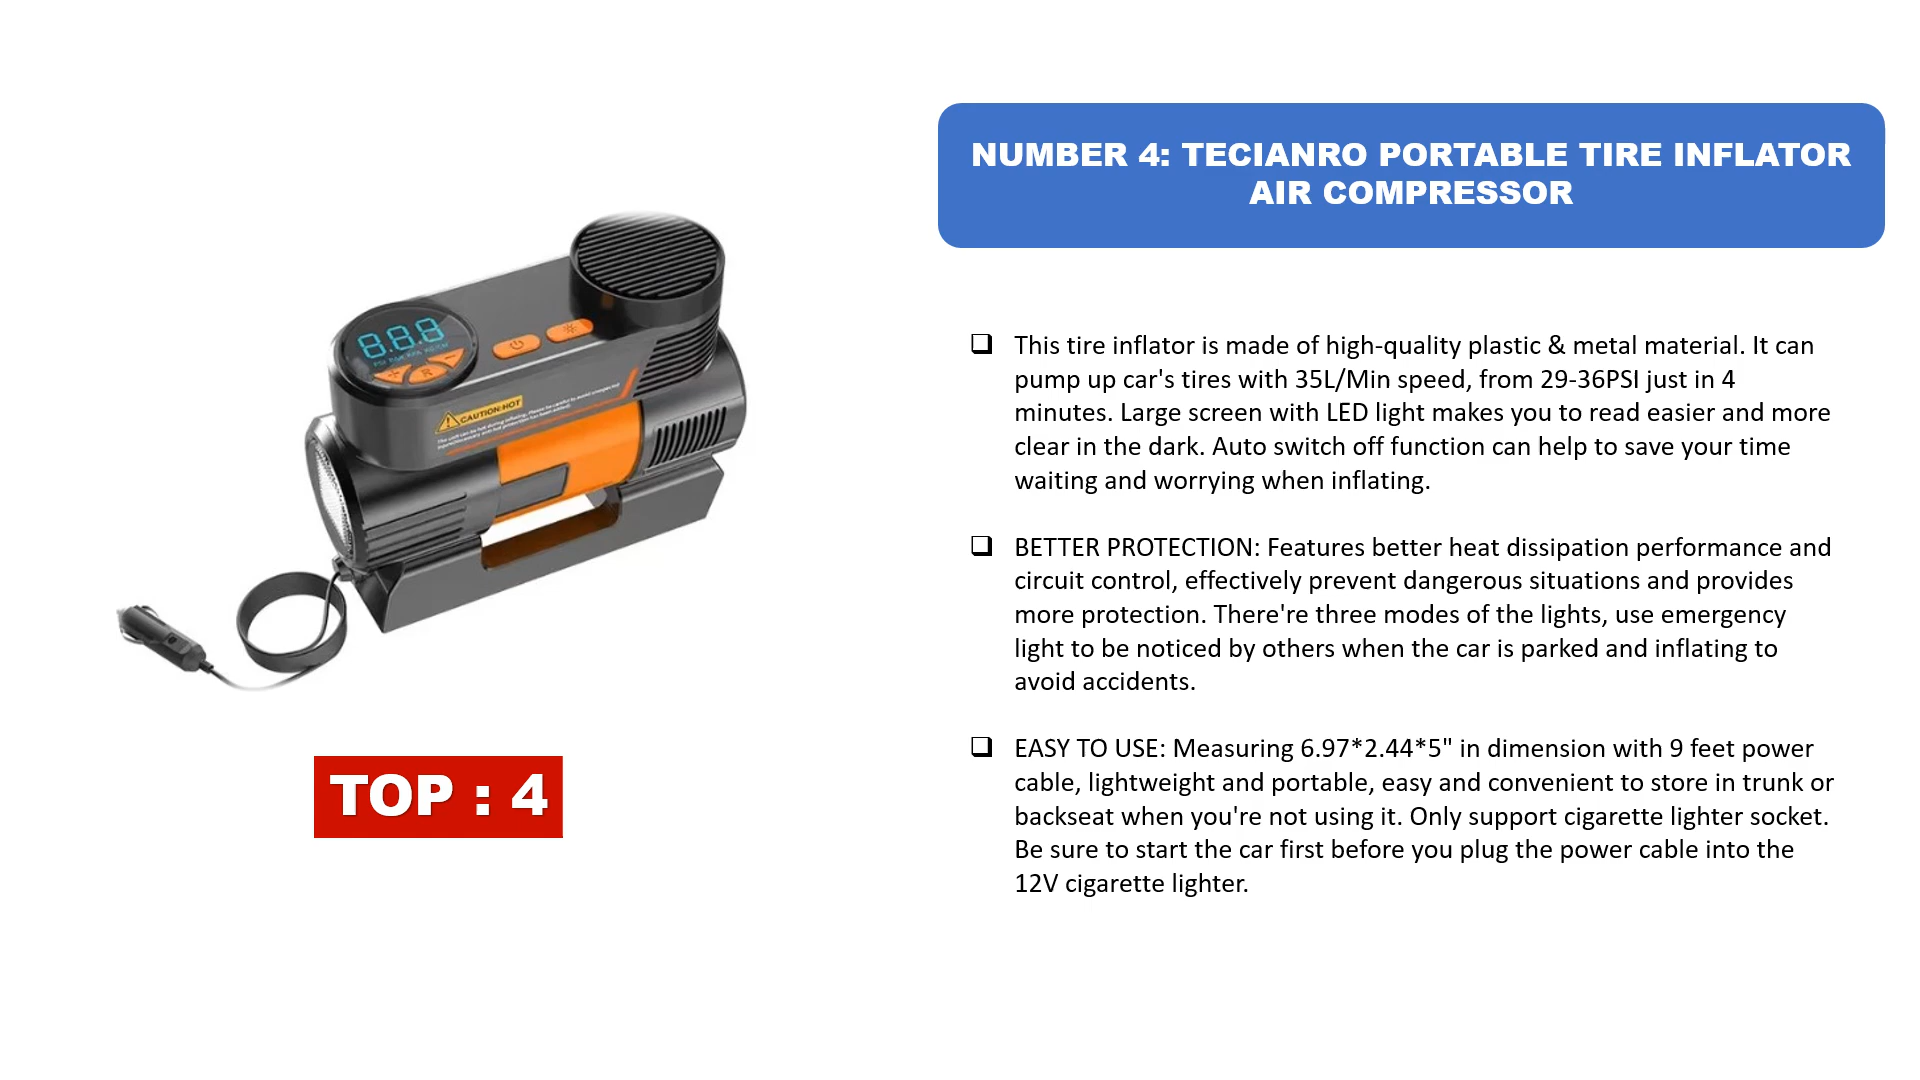 NUMBER 4: TECIANRO PORTABLE TIRE INFLATOR
AIR COMPRESSOR
8.8.8
R
CAUTION:HOT
TOP : 4
This tire inflator is made of high-quality plastic & metal material. It can
pump up car's tires with 35L/Min speed, from 29-36PSI just in 4
minutes. Large screen with LED light makes you to read easier and more
clear in the dark. Auto switch off function can help to save your time
waiting and worrying when inflating.
BETTER PROTECTION: Features better heat dissipation performance and
circuit control, effectively prevent dangerous situations and provides
more protection. There're three modes of the lights, use emergency
light to be noticed by others when the car is parked and inflating to
avoid accidents.
EASY TO USE: Measuring 6.97*2.44*5" in dimension with 9 feet power
cable, lightweight and portable, easy and convenient to store in trunk or
backseat when you're not using it. Only support cigarette lighter socket.
Be sure to start the car first before you plug the power cable into the
12V cigarette lighter.